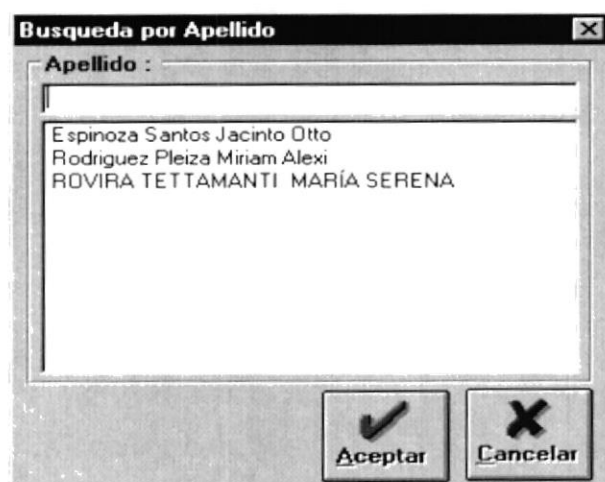 Busqueda por Apellido
Apellido :
Espinoza Santos Jacinto Otto
Rodriguez Pleiza Miriam Alexi
ROVIRA TETTAMANTI MARÍA SERENA
Aceptar
Cancelar